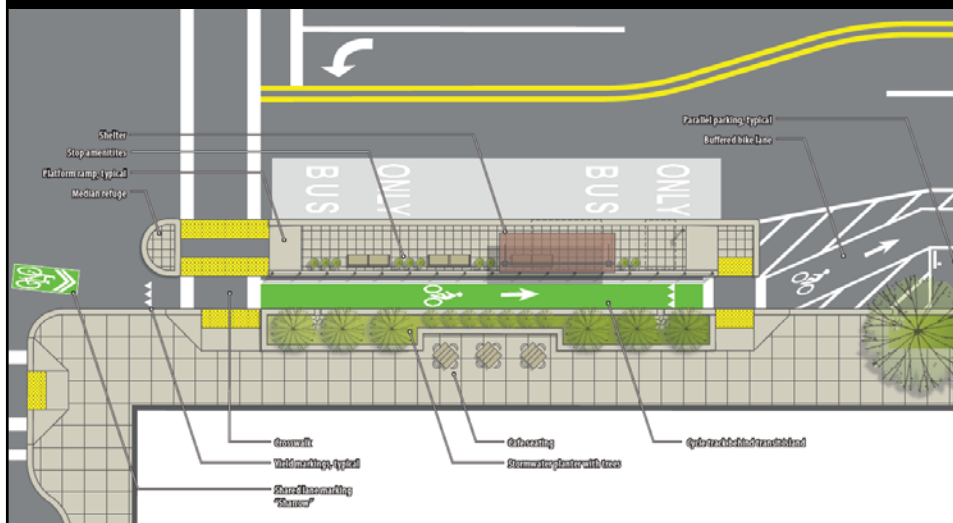 Parallel parking, typical
Buffered bike lane
Shelter
Stop amenitites
Platform ramp, typical
Median refuge
BUS
ONLY
BUS
ONLY
Crosswalk
Yield markings, typical
Shared lane marking
"Sharrow"
Cafe seating
Stormwater planter with trees
Cycle track behind transit island